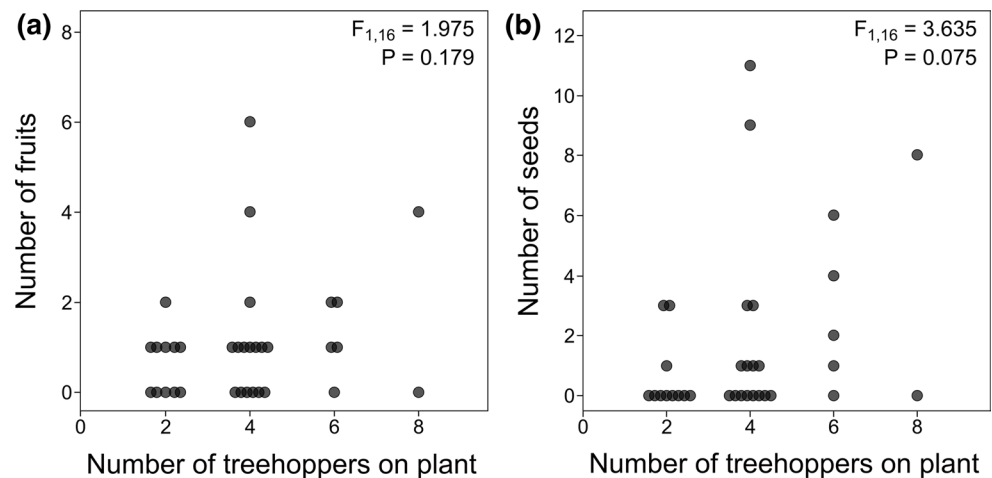 (a)
F1,16 = 1.975
P = 0.179
Number of fruits
8
6
4
2
0
0 2 4 6 8
Number of treehoppers on plant
(b)
F1,16 = 3.635
P = 0.075
Number of seeds
12
10
8
6
4
2
0
0 2 4 6 8
Number of treehoppers on plant